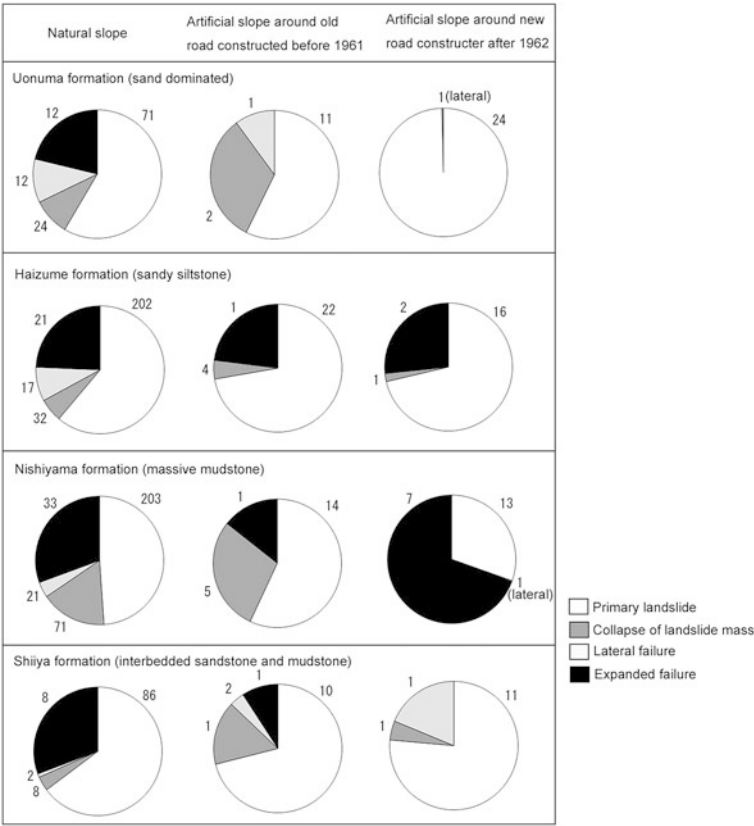 Natural slope
Artificial slope around old
road constructed before 1961
Artificial slope around new
road constructer after 1962
Uonuma formation (sand dominated)
12
71
12
24
1
11
2
1(lateral)
24
Haizume formation (sandy siltstone)
21
202
17
32
1
22
4
2
16
1
Nishiyama formation (massive mudstone)
33
203
21
71
1
14
5
7
13
1
(lateral)
Shiiya formation (interbedded sandstone and mudstone)
8
86
2
8
2
1
10
1
1
11
1
Primary landslide
Collapse of landslide mass
Lateral failure
Expanded failure